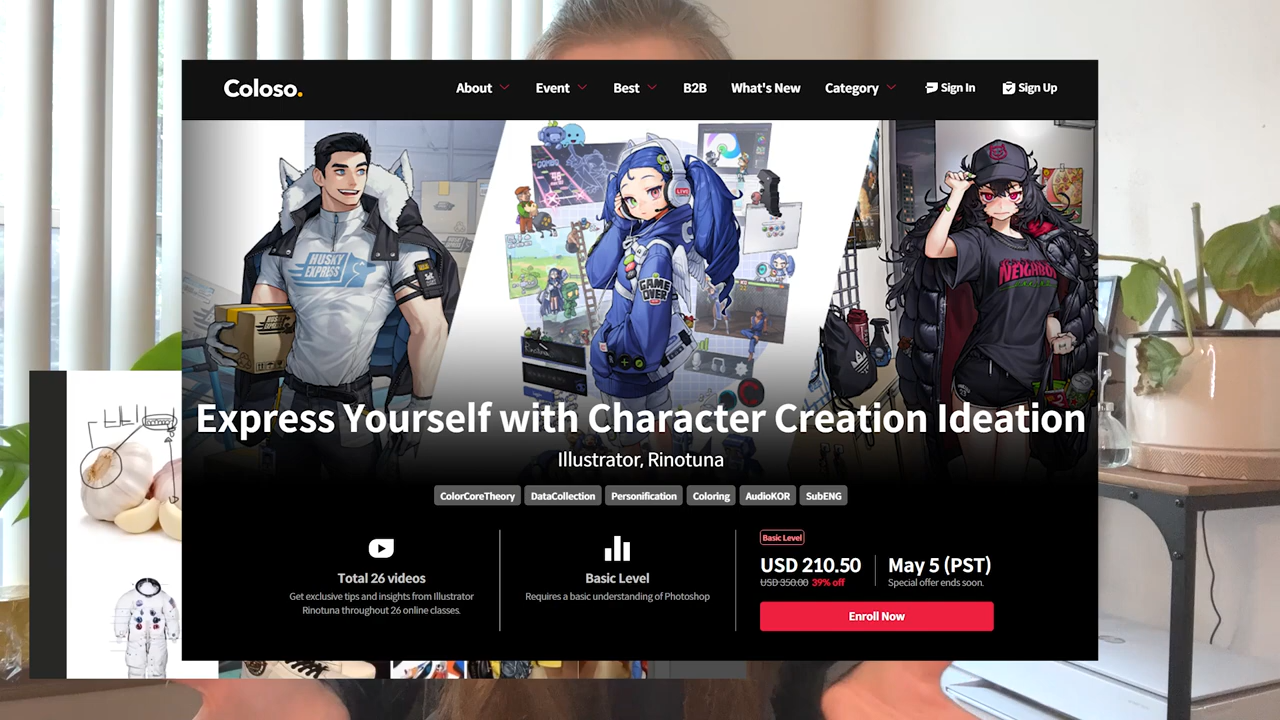 Coloso.
About
Event
Best
B2B
What's New
Category
Sign In
Sign Up
HUSKY EXPRESS
LIVE
GAME OVER
Express Yourself with Character Creation Ideation
Illustrator, Rinotuna
ColorCoreTheory
DataCollection
Personification
Coloring
AudioKOR
SubENG
Total 26 videos
Get exclusive tips and insights from Illustrator
Rinotuna throughout 26 online classes.
Basic Level
Requires a basic understanding of Photoshop
Basic Level
USD 210.50
USD 350.00 39% off
May 5 (PST)
Special offer ends soon.
Enroll Now